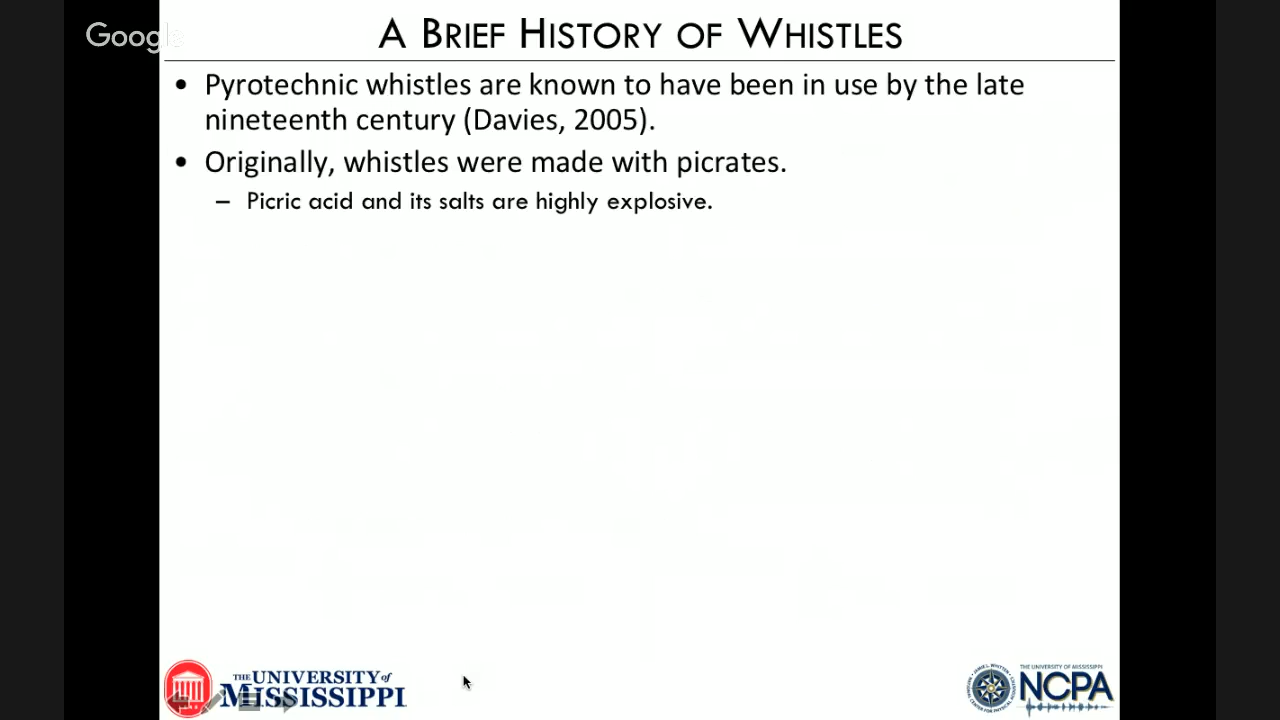 Google
A BRIEF HISTORY OF WHISTLES
• Pyrotechnic whistles are known to have been in use by the late
nineteenth century (Davies, 2005).
• Originally, whistles were made with picrates.
– Picric acid and its salts are highly explosive.
THE UNIVERSITY of
MISSISSIPPI
THE UNIVERSITY OF MISSISSIPPI
NCPA